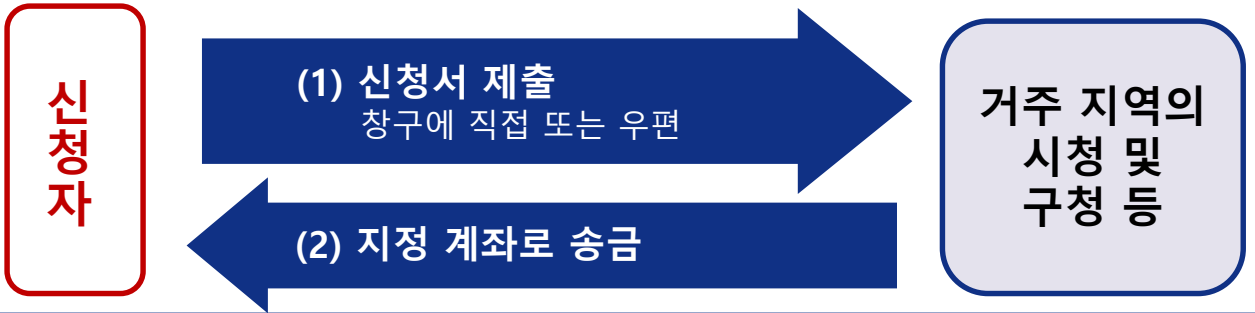 신청자
(1) 신청서 제출
창구에 직접 또는 우편
(2) 지정 계좌로 송금
거주 지역의
시청 및
구청 등